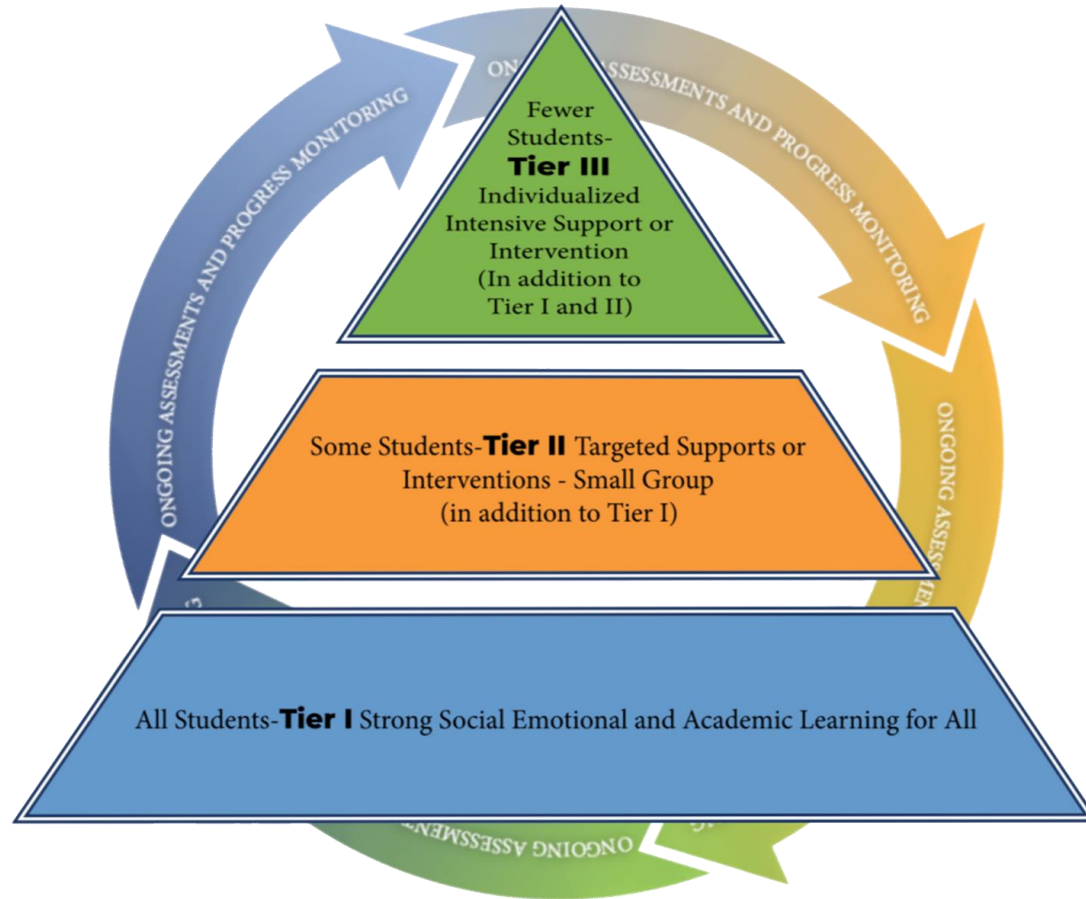 ONGOING ASSESSMENTS AND PROGRESS MONITORING
ASSESSMENTS AND PROGRESS MONITORING
Fewer
Students-
Tier III
Individualized
Intensive Support or
Intervention
(In addition to
Tier I and II)
ONGOING
Some Students-Tier II Targeted Supports or
Interventions - Small Group
(in addition to Tier I)
All Students-Tier I Strong Social Emotional and Academic Learning for All
ONGOING